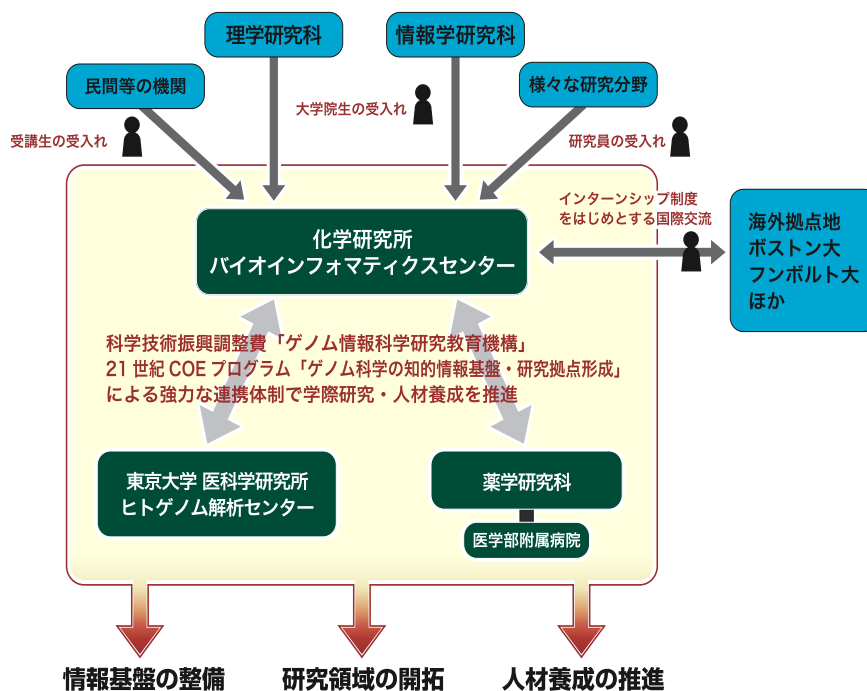 理学研究科
情報学研究科
民間等の機関
様々な研究分野
大学院生の受入れ
受講生の受入れ
研究員の受入れ
インターンシップ制度
をはじめとする国際交流
海外拠点地
ボストン大
フンボルト大
ほか
化学研究所
バイオインフォマティクスセンター
科学技術振興調整費「ゲノム情報科学研究教育機構」
21世紀COEプログラム「ゲノム科学の知的情報基盤・研究拠点形成」
による強力な連携体制で学際研究・人材養成を推進
東京大学 医科学研究所
ヒトゲノム解析センター
薬学研究科
医学部附属病院
情報基盤の整備
研究領域の開拓
人材養成の推進